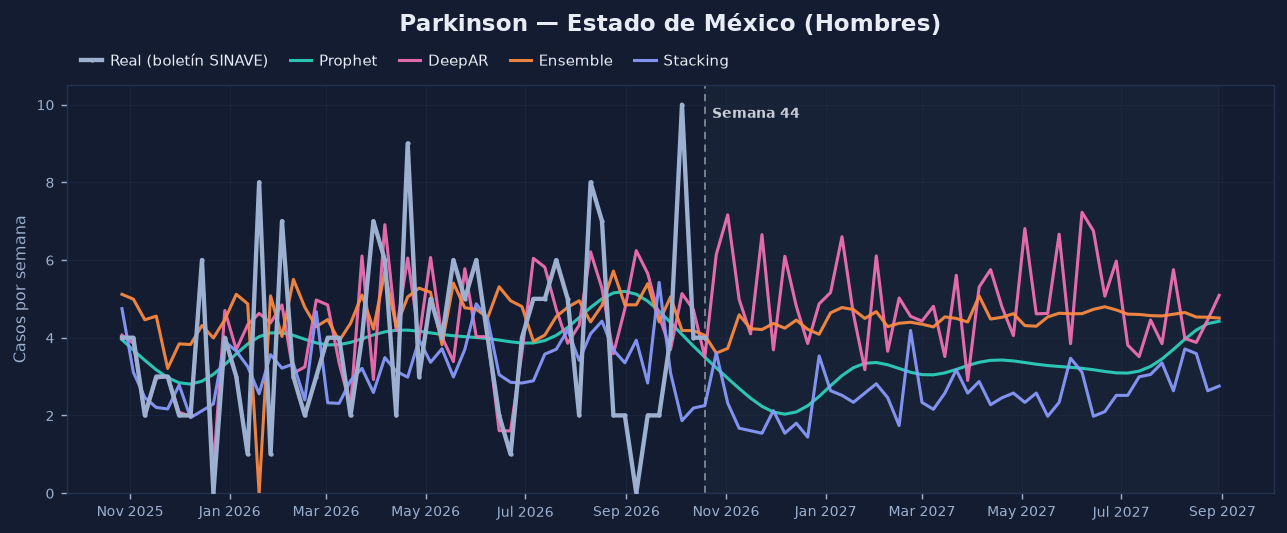 Parkinson — Estado de México (Hombres)
Real (boletín SINAVE) Prophet DeepAR Ensemble Stacking
Semana 44
Casos por semana
10
8
6
4
2
0
Nov 2025 Jan 2026 Mar 2026 May 2026 Jul 2026 Sep 2026 Nov 2026 Jan 2027 Mar 2027 May 2027 Jul 2027 Sep 2027